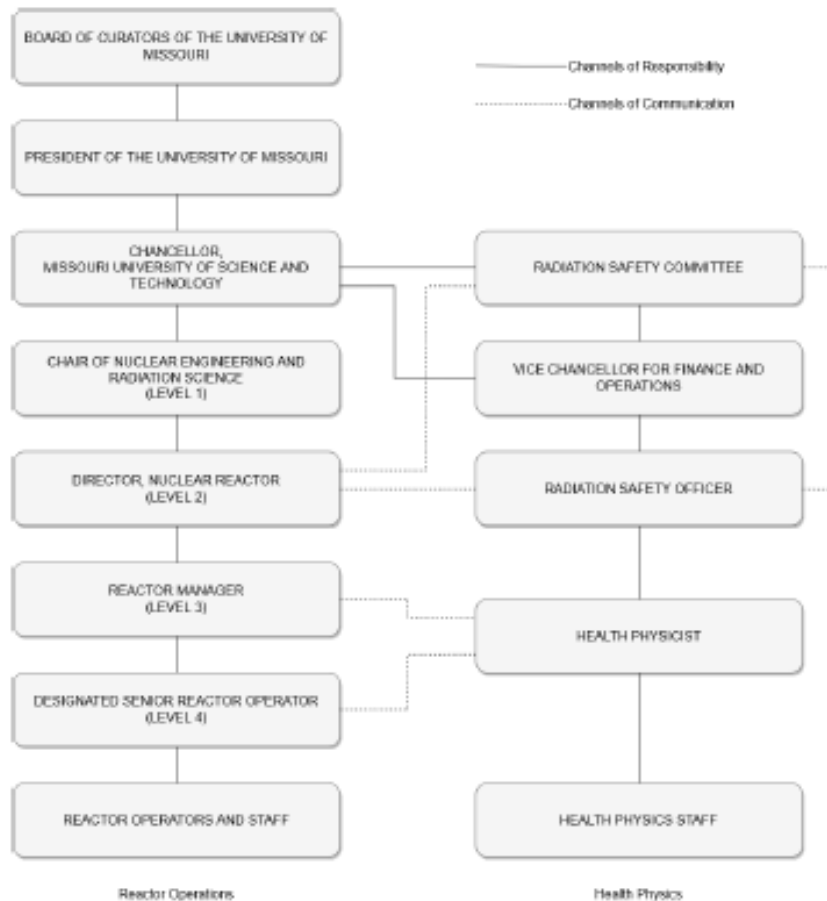 BOARD OF CURATORS OF THE UNIVERSITY OF
MISSOURI
Channels of Responsibility
Channels of Communication
PRESIDENT OF THE UNIVERSITY OF MISSOURI
CHANCELLOR,
MISSOURI UNIVERSITY OF SCIENCE AND
TECHNOLOGY
RADIATION SAFETY COMMITTEE
CHAIR OF NUCLEAR ENGINEERING AND
RADIATION SCIENCE
(LEVEL 1)
VICE CHANCELLOR FOR FINANCE AND
OPERATIONS
DIRECTOR, NUCLEAR REACTOR
(LEVEL 2)
RADIATION SAFETY OFFICER
REACTOR MANAGER
(LEVEL 3)
HEALTH PHYSICIST
DESIGNATED SENIOR REACTOR OPERATOR
(LEVEL 4)
REACTOR OPERATORS AND STAFF
HEALTH PHYSICS STAFF
Reactor Operations
Health Physics